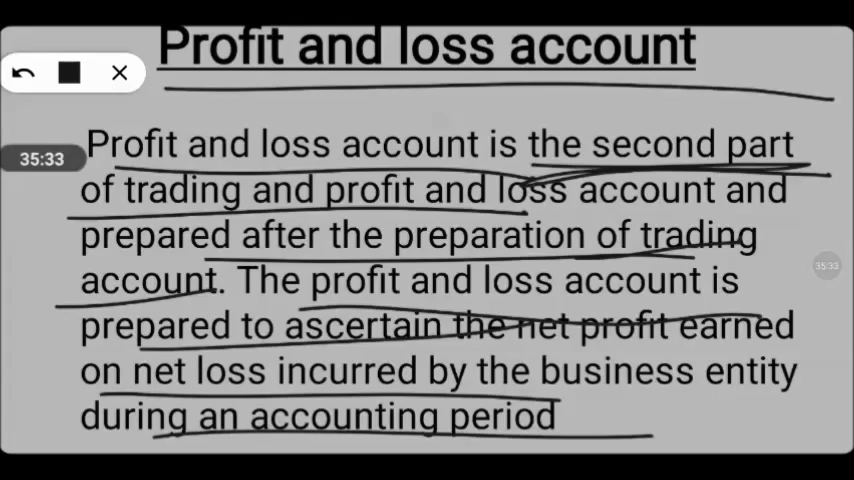 Profit and loss account
35:33
Profit and loss account is the second part
of trading and profit and loss account and
prepared after the preparation of trading
account. The profit and loss account is
35:33
prepared to ascertain the net profit earned
on net loss incurred by the business entity
during an accounting period